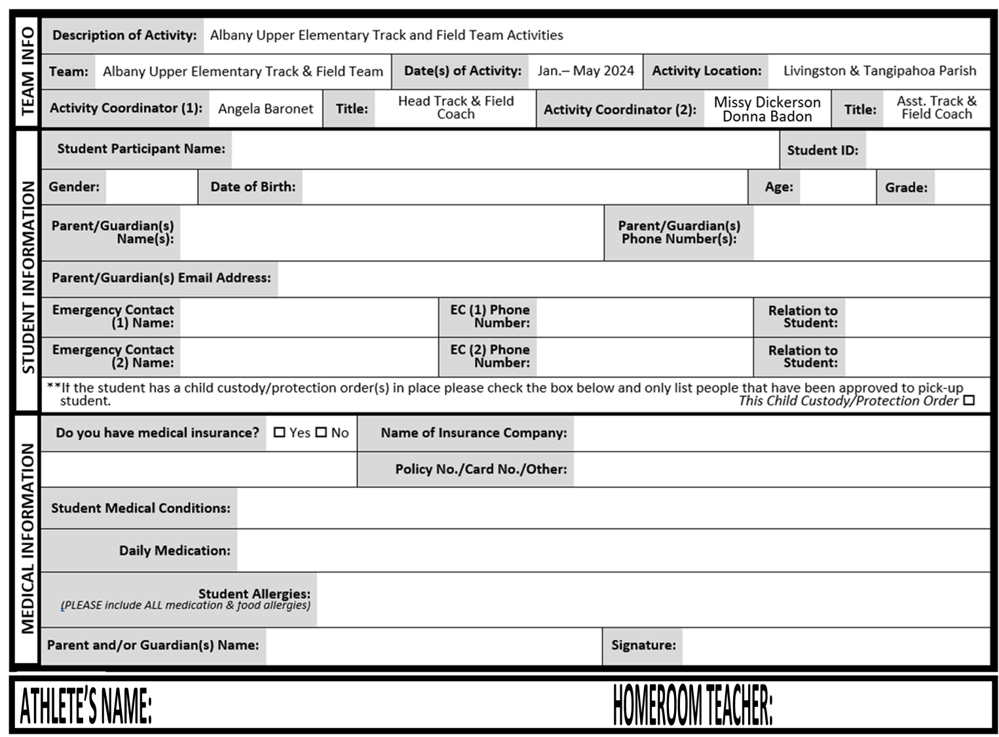 TEAM INFO
Description of Activity: Albany Upper Elementary Track and Field Team Activities
Team: Albany Upper Elementary Track & Field Team Date(s) of Activity: Jan.– May 2024 Activity Location: Livingston & Tangipahoa Parish
Activity Coordinator (1): Angela Baronet Title: Head Track & Field Coach Activity Coordinator (2): Missy Dickerson Donna Badon Title: Asst. Track & Field Coach
STUDENT INFORMATION
Student Participant Name: Student ID:
Gender: Date of Birth: Age: Grade:
Parent/Guardian(s) Name(s): Parent/Guardian(s) Phone Number(s):
Parent/Guardian(s) Email Address:
Emergency Contact (1) Name: EC (1) Phone Number: Relation to Student:
Emergency Contact (2) Name: EC (2) Phone Number: Relation to Student:
**If the student has a child custody/protection order(s) in place please check the box below and only list people that have been approved to pick-up
student. This Child Custody/Protection Order ☐
MEDICAL INFORMATION
Do you have medical insurance? ☐ Yes ☐ No Name of Insurance Company:
Policy No./Card No./Other:
Student Medical Conditions:
Daily Medication:
Student Allergies:
(PLEASE include ALL medication & food allergies)
Parent and/or Guardian(s) Name: Signature:
ATHLETE'S NAME: HOMEROOM TEACHER: